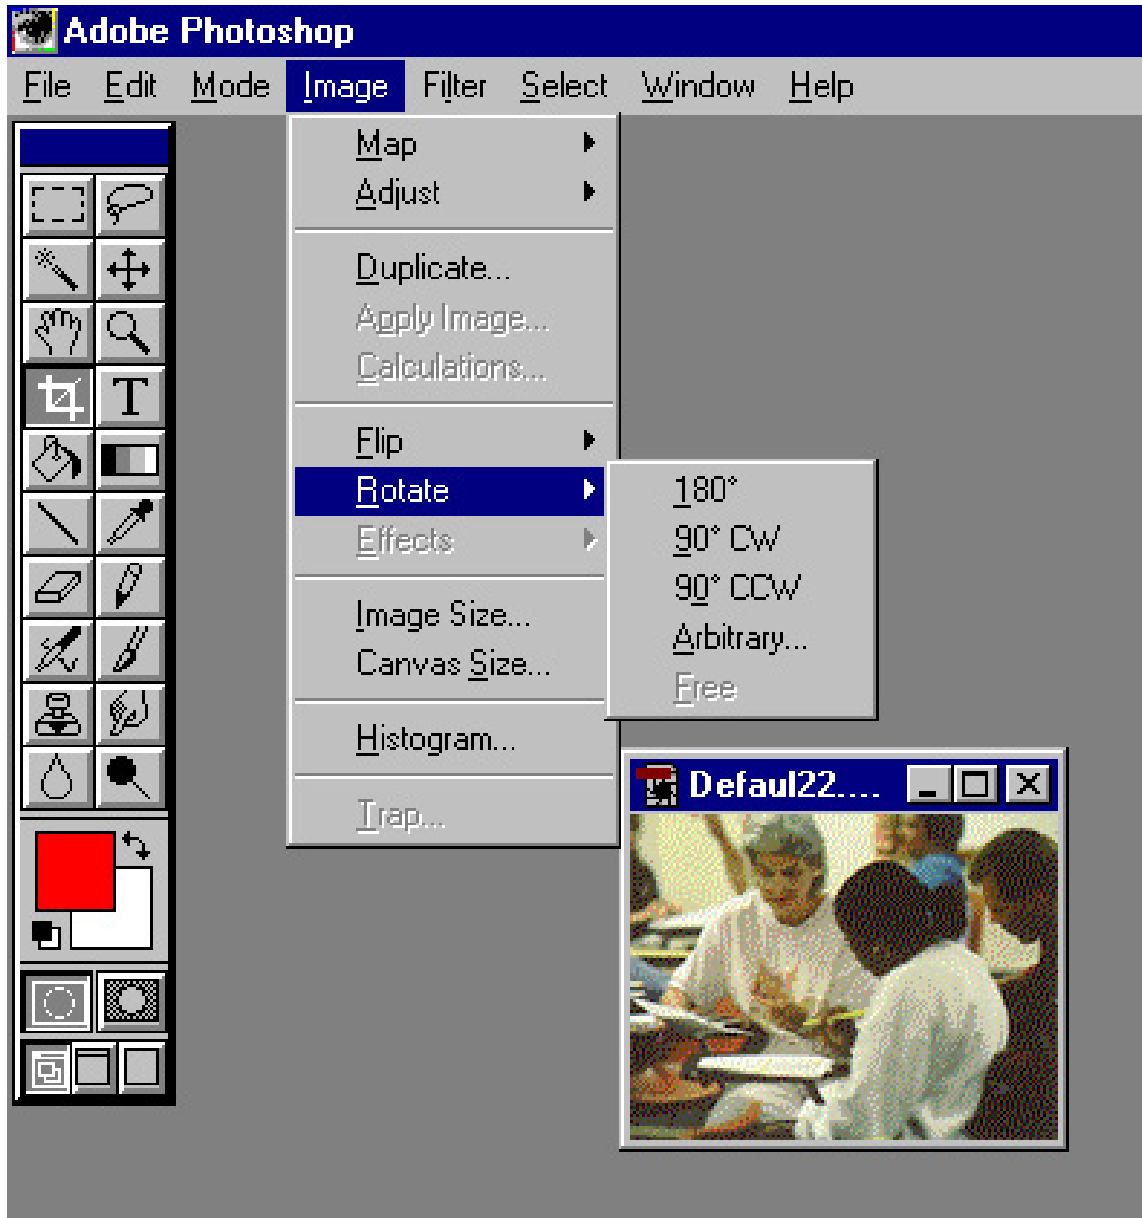 Adobe Photoshop
File Edit Mode Image Filter Select Window Help
Map
Adjust
Duplicate...
Apply Image...
Calculations...
Flip
Rotate
Effects
Image Size...
Canvas Size...
Histogram...
Trap...
180°
90° CW
90° CCW
Arbitrary...
Free
T
Defaul22....